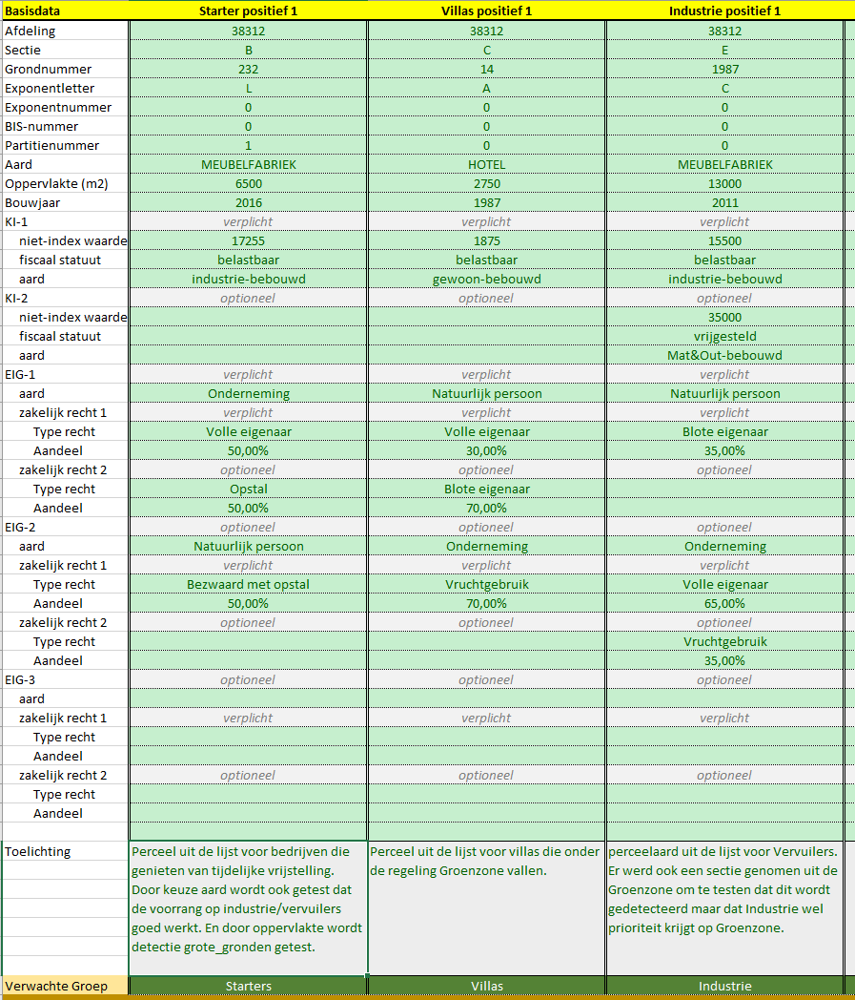 Basisdata Starter positief 1 Villas positief 1 Industrie positief 1
Afdeling 38312 38312 38312
Sectie B C E
Grondnummer 232 14 1987
Exponentletter L A C
Exponentnummer 0 0 0
BIS-nummer 0 0 0
Partitienummer 1 0 0
Aard MEUBELFABRIEK HOTEL MEUBELFABRIEK
Oppervlakte (m2) 6500 2750 13000
Bouwjaar 2016 1987 2011
KI-1 verplicht verplicht verplicht
niet-index waarde 17255 1875 15500
fiscaal statuut belastbaar belastbaar belastbaar
aard industrie-bebouwd gewoon-bebouwd industrie-bebouwd
KI-2 optioneel optioneel optioneel
niet-index waarde 35000
fiscaal statuut vrijgesteld
aard Mat&Out-bebouwd
EIG-1 verplicht verplicht verplicht
aard Onderneming Natuurlijk persoon Natuurlijk persoon
zakelijk recht 1 verplicht verplicht verplicht
Type recht Volle eigenaar Volle eigenaar Blote eigenaar
Aandeel 50,00% 30,00% 35,00%
zakelijk recht 2 optioneel optioneel optioneel
Type recht Opstal Blote eigenaar
Aandeel 50,00% 70,00%
EIG-2 optioneel optioneel optioneel
aard Natuurlijk persoon Onderneming Onderneming
zakelijk recht 1 verplicht verplicht verplicht
Type recht Bezwaard met opstal Vruchtgebruik Volle eigenaar
Aandeel 50,00% 70,00% 65,00%
zakelijk recht 2 optioneel optioneel optioneel
Type recht Vruchtgebruik
Aandeel 35,00%
EIG-3 optioneel optioneel optioneel
aard
zakelijk recht 1 verplicht verplicht verplicht
Type recht
Aandeel
zakelijk recht 2 optioneel optioneel optioneel
Type recht
Aandeel
Toelichting
Perceel uit de lijst voor bedrijven die
genieten van tijdelijke vrijstelling.
Door keuze aard wordt ook getest dat
de voorrang op industrie/vervuilers
goed werkt. En door oppervlakte wordt
detectie grote_gronden getest.
Perceel uit de lijst voor villas die onder
de regeling Groenzone vallen.
perceelaard uit de lijst voor Vervuilers.
Er werd ook een sectie genomen uit de
Groenzone om te testen dat dit wordt
gedetecteerd maar dat Industrie wel
prioriteit krijgt op Groenzone.
Verwachte Groep Starters Villas Industrie